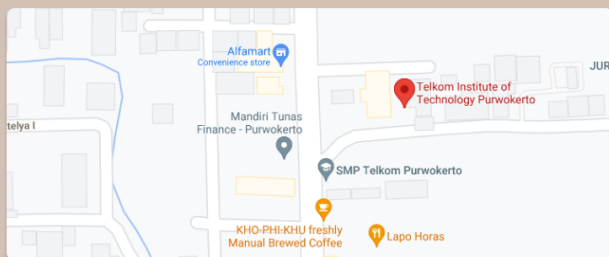 Alfamart
Convenience store
JUR
Telkom Institute of
Technology Purwokerto
telya I
Mandiri Tunas
Finance - Purwokerto
SMP Telkom Purwokerto
KHO-PHI-KHU freshly
Manual Brewed Coffee
Lapo Horas